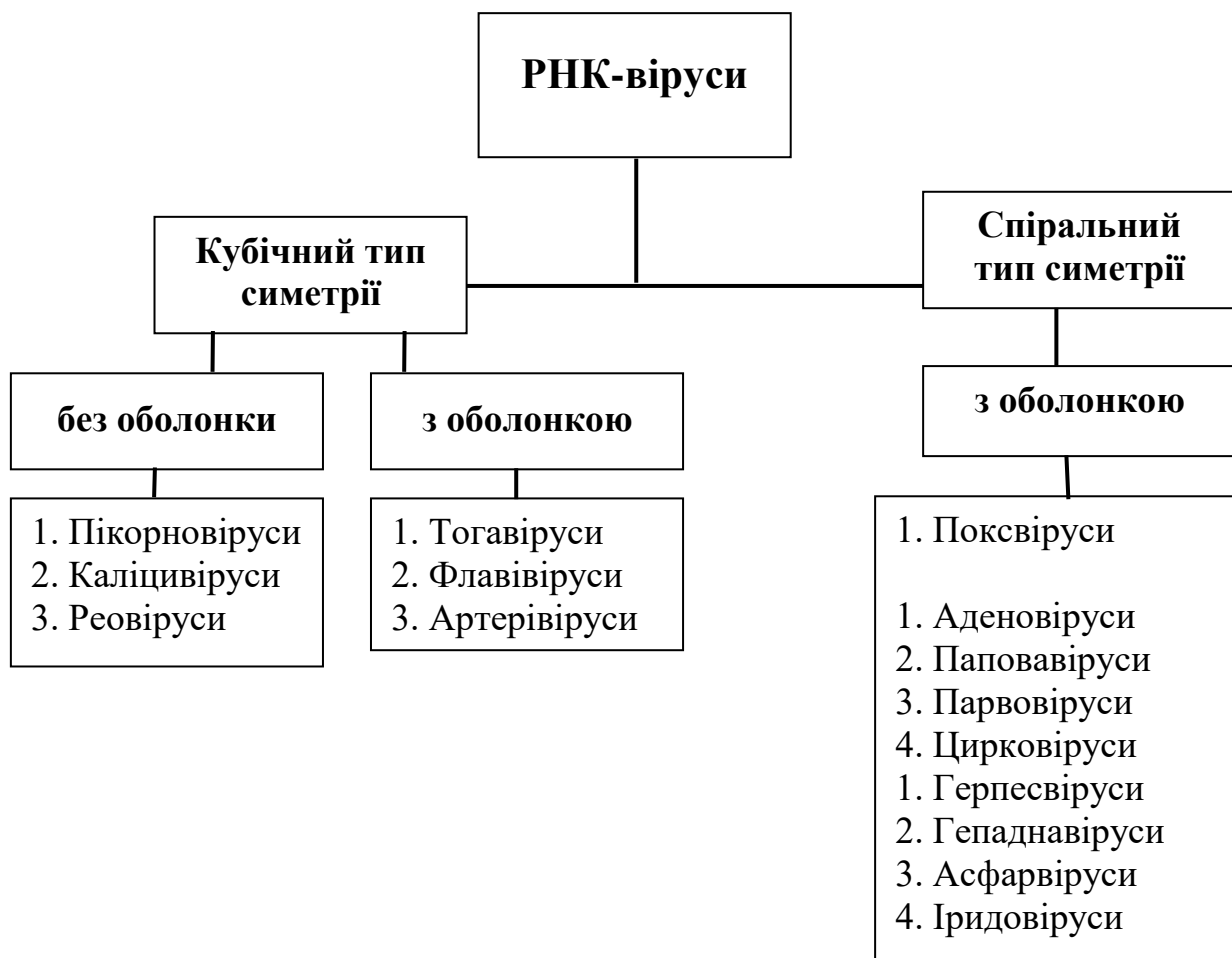 РНК-віруси
Кубічний тип
симетрії
Спіральний
тип симетрії
без оболонки
з оболонкою
з оболонкою
1. Пікорновіруси
2. Каліцивіруси
3. Реовіруси
1. Тогавіруси
2. Флавівіруси
3. Артерівіруси
1. Поксвіруси
1. Аденовіруси
2. Паповавіруси
3. Парвовіруси
4. Цирковіруси
1. Герпесвіруси
2. Гепаднавіруси
3. Асфарвіруси
4. Іридовіруси